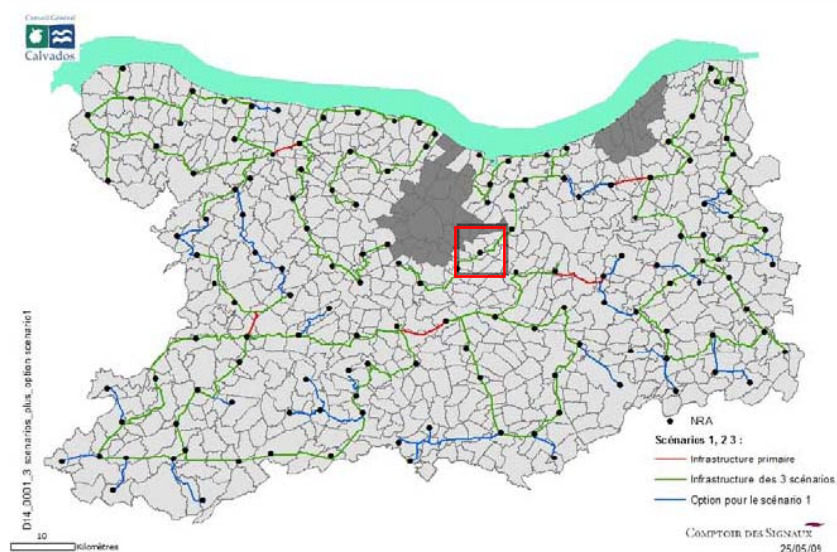 Conseil Général
Calvados
D14_0001_3 scenarios_plus_option scenario1
NRA
Scénarios 1, 2 3 :
Infrastructure primaire
Infrastructure des 3 scénarios
Option pour le scénario 1
10
Kilomètres
COMPTOIR DES SIGNAUX
25/05/09